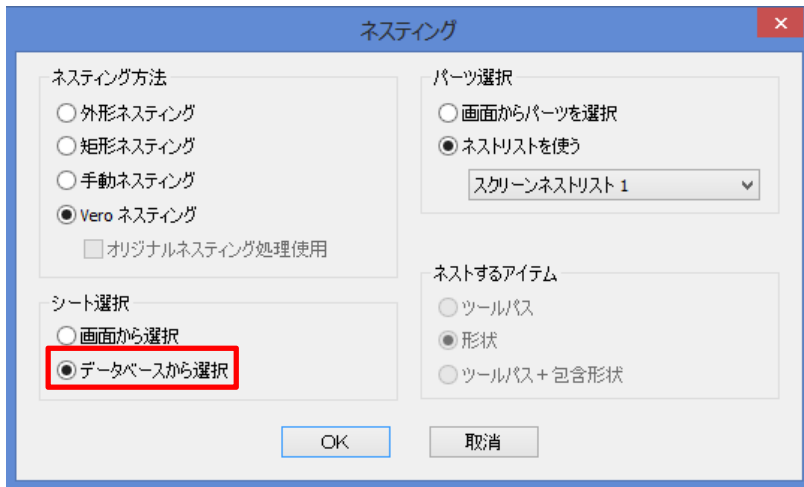 ネスティング
ネスティング方法
外形ネスティング
矩形ネスティング
手動ネスティング
Vero ネスティング
オリジナルネスティング処理使用
シート選択
画面から選択
データベースから選択
パーツ選択
画面からパーツを選択
ネストリストを使う
スクリーンネストリスト 1
ネストするアイテム
ツールパス
形状
ツールパス + 包含形状
OK
取消